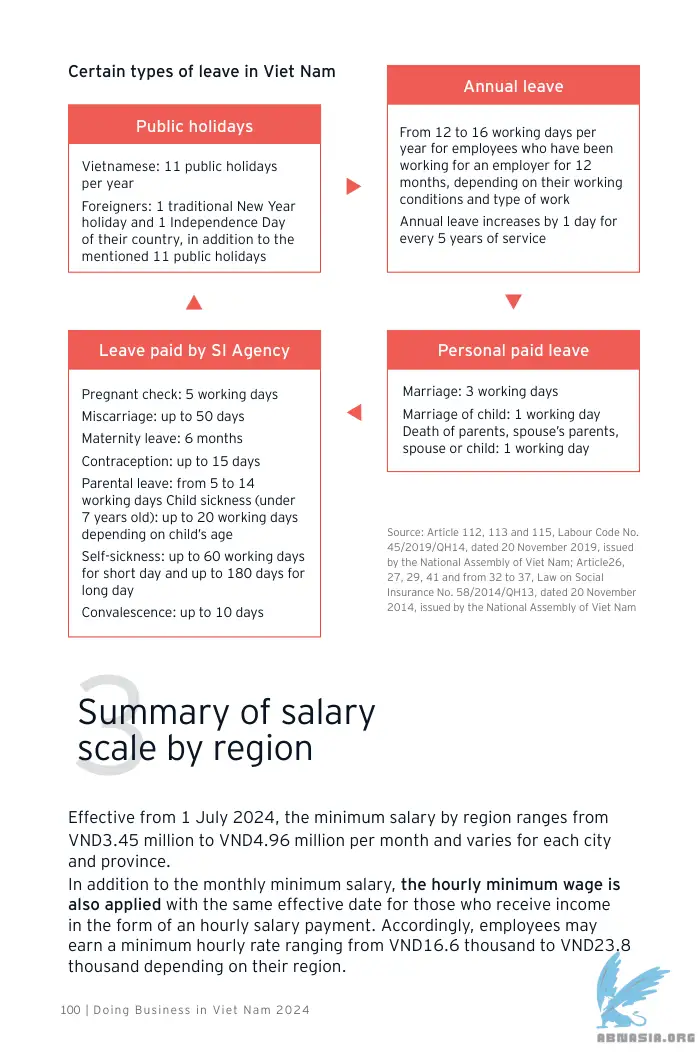 Certain types of leave in Viet Nam
Public holidays
Vietnamese: 11 public holidays
per year
Foreigners: 1 traditional New Year
holiday and 1 Independence Day
of their country, in addition to the
mentioned 11 public holidays
Annual leave
From 12 to 16 working days per
year for employees who have been
working for an employer for 12
months, depending on their working
conditions and type of work
Annual leave increases by 1 day for
every 5 years of service
Leave paid by SI Agency
Pregnant check: 5 working days
Miscarriage: up to 50 days
Maternity leave: 6 months
Contraception: up to 15 days
Parental leave: from 5 to 14
working days Child sickness (under
7 years old): up to 20 working days
depending on child’s age
Self-sickness: up to 60 working days
for short day and up to 180 days for
long day
Convalescence: up to 10 days
Personal paid leave
Marriage: 3 working days
Marriage of child: 1 working day
Death of parents, spouse’s parents,
spouse or child: 1 working day
Source: Article 112, 113 and 115, Labour Code No.
45/2019/QH14, dated 20 November 2019, issued
by the National Assembly of Viet Nam; Article26,
27, 29, 41 and from 32 to 37, Law on Social
Insurance No. 58/2014/QH13, dated 20 November
2014, issued by the National Assembly of Viet Nam
3
Summary of salary
scale by region
Effective from 1 July 2024, the minimum salary by region ranges from
VND3.45 million to VND4.96 million per month and varies for each city
and province.
In addition to the monthly minimum salary, the hourly minimum wage is
also applied with the same effective date for those who receive income
in the form of an hourly salary payment. Accordingly, employees may
earn a minimum hourly rate ranging from VND16.6 thousand to VND23.8
thousand depending on their region.
100 | Doing Business in Viet Nam 2024
ABNASIA.ORG